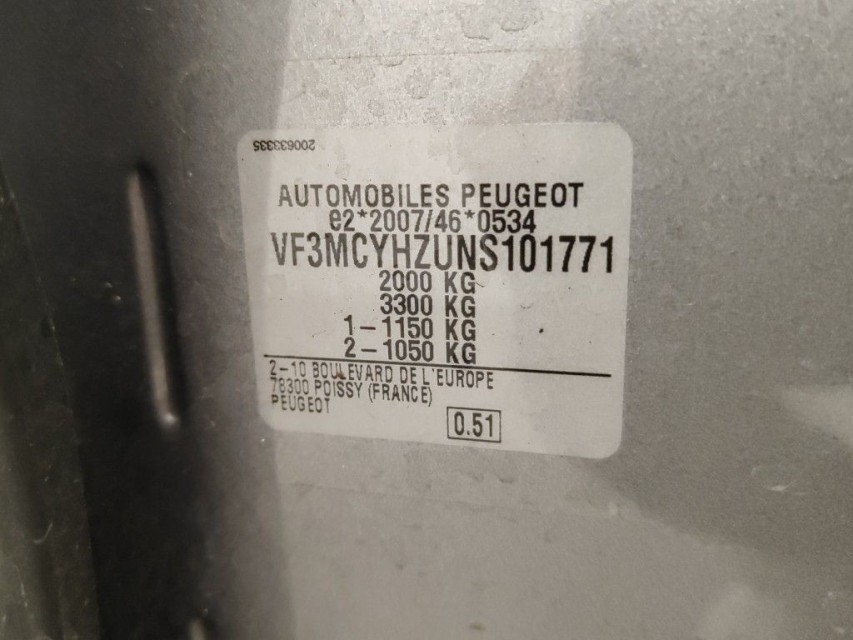 200633335
AUTOMOBILES PEUGEOT
e2*2007/46*0534
VF3MCYHZUNS101771
2000 KG
3300 KG
1-1150 KG
2-1050 KG
2-10 BOULEVARD DE L'EUROPE
78300 POISSY (FRANCE)
PEUGEOT
0.51